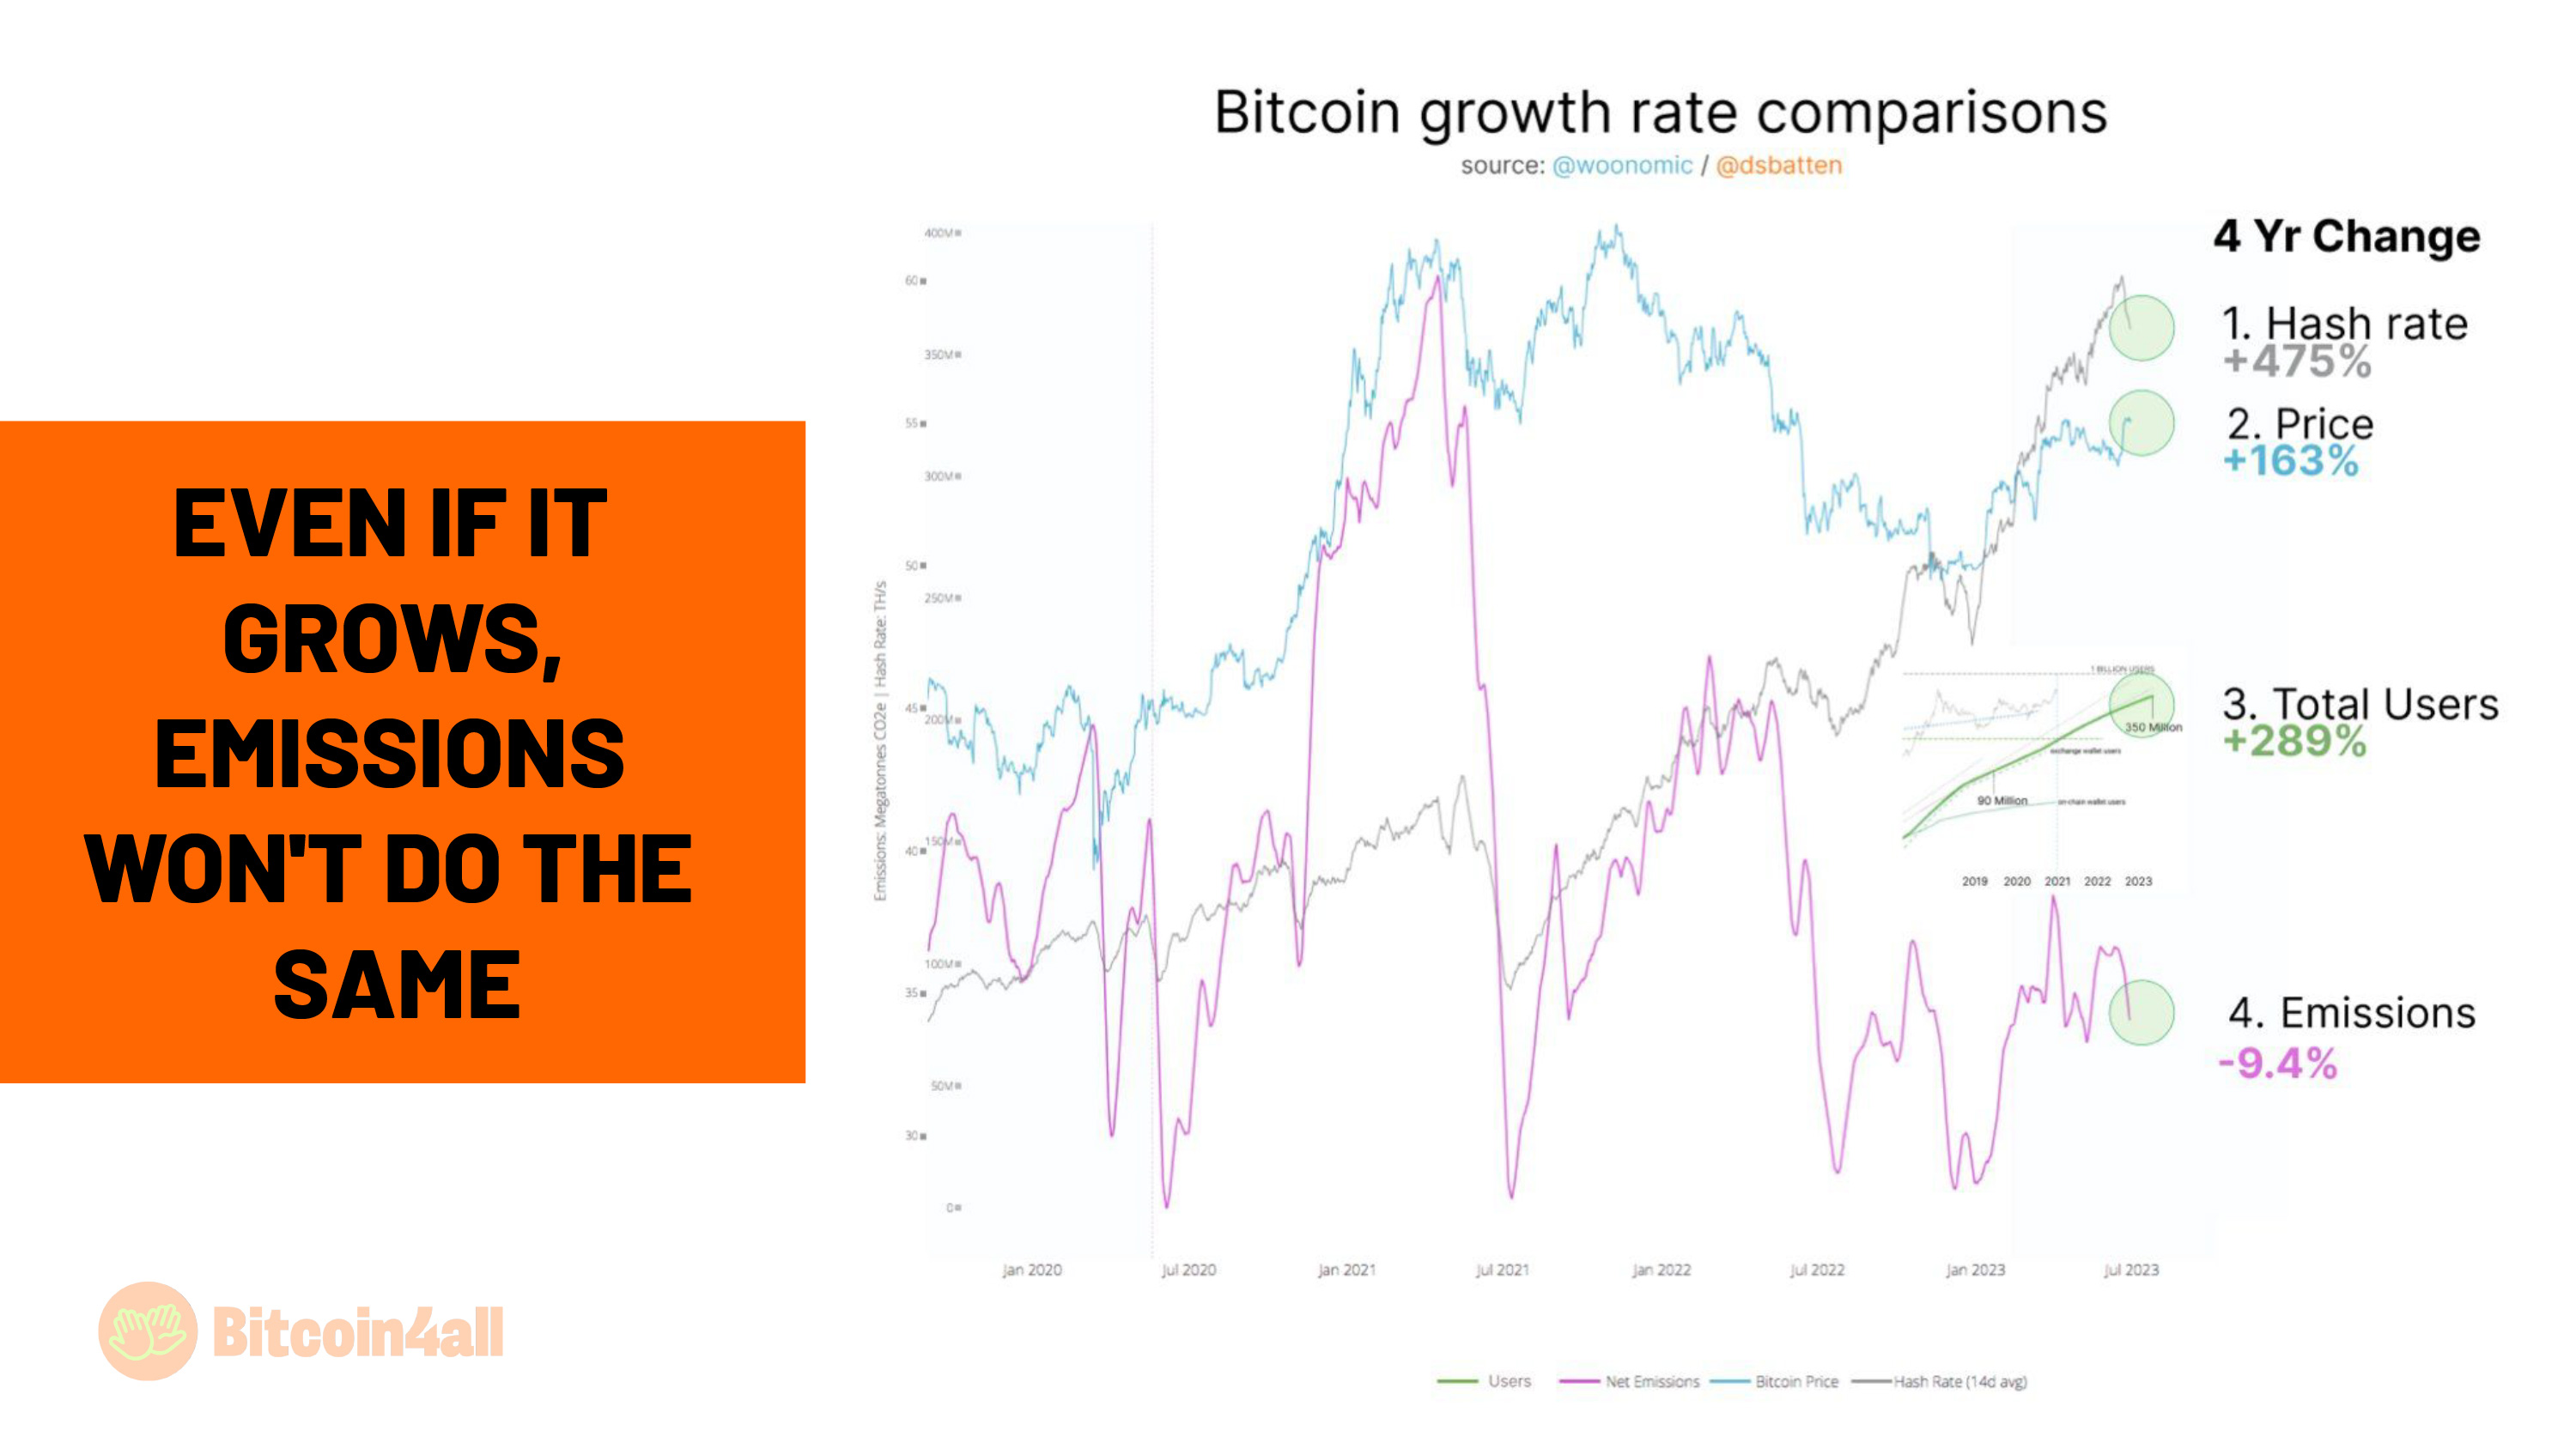 Bitcoin growth rate comparisons
source: @woonomic / @dsbatten
EVEN IF IT
GROWS,
EMISSIONS
WON'T DO THE
SAME
Bitcoin4all
Emissions: Megatonnes CO2e | Hash Rate: TH/s
400M
60
350M
55
300M
50
250M
45
200M
40
150M
100M
35
50M
30
0
Jan 2020
Jul 2020
Jan 2021
Jul 2021
Jan 2022
Jul 2022
Jan 2023
Jul 2023
1 BILLION USERS
350 Million
exchange wallet users
90 Million
on-chain wallet users
2019 2020 2021 2022 2023
4 Yr Change
1. Hash rate
+475%
2. Price
+163%
3. Total Users
+289%
4. Emissions
-9.4%
Users
Net Emissions
Bitcoin Price
Hash Rate (14d avg)